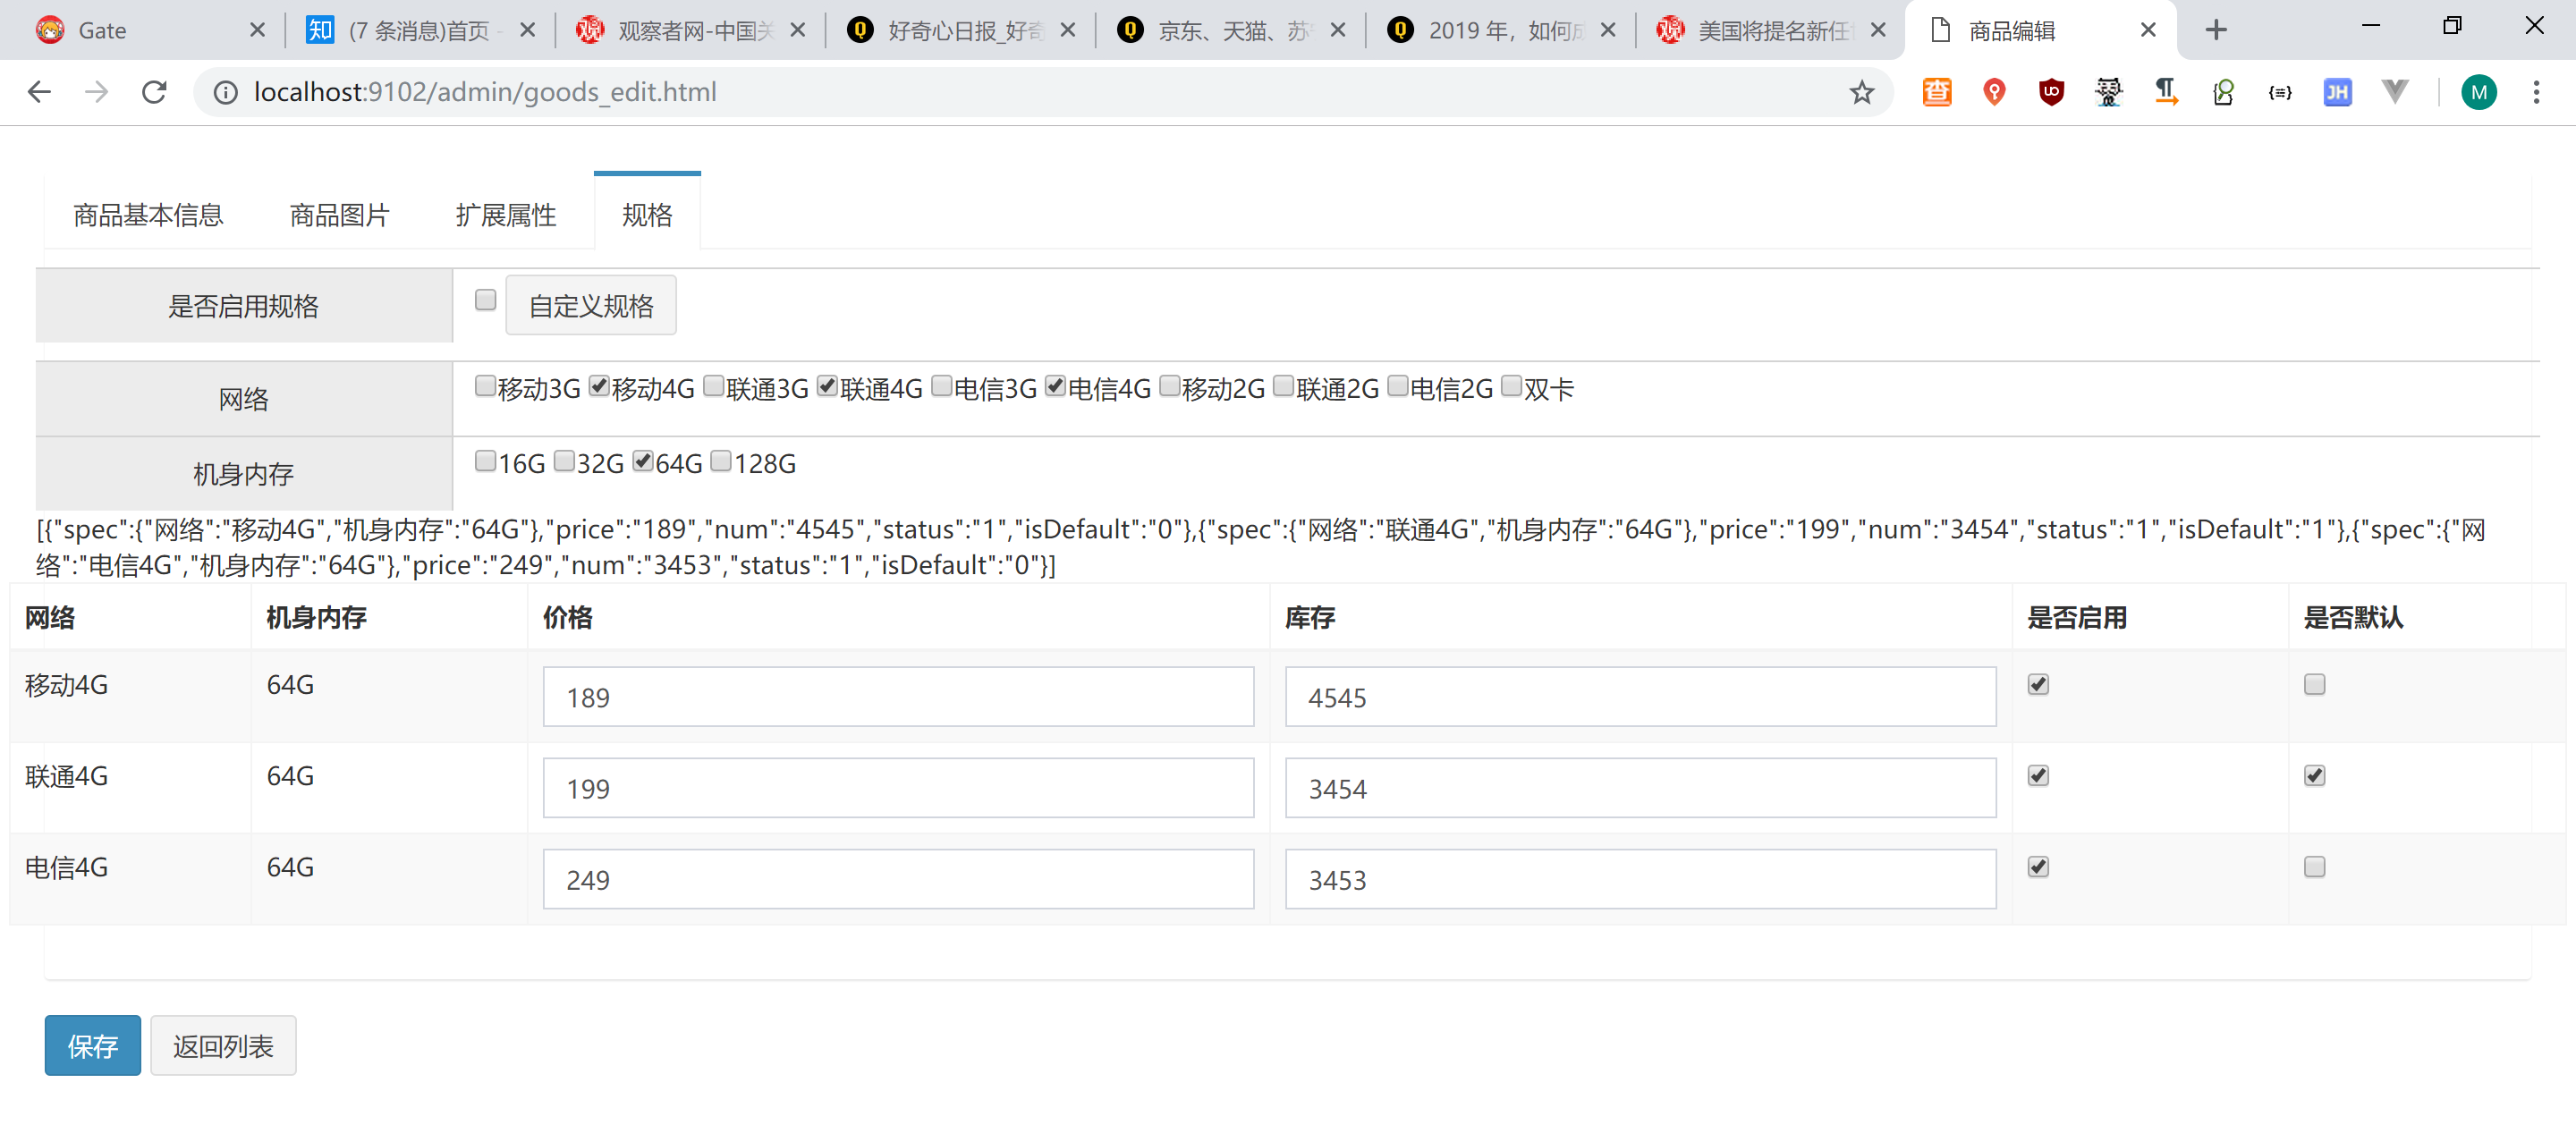 Gate
(7 条消息)首页 -
观察者网-中国关
好奇心日报_好奇
京东、天猫、苏宁
2019 年，如何成
美国将提名新任
商品编辑
localhost:9102/admin/goods_edit.html
商品基本信息 商品图片 扩展属性 规格
是否启用规格 自定义规格
网络 移动3G 移动4G 联通3G 联通4G 电信3G 电信4G 移动2G 联通2G 电信2G 双卡
机身内存 16G 32G 64G 128G
[{"spec":{"网络":"移动4G","机身内存":"64G"},"price":"189","num":"4545","status":"1","isDefault":"0"},{"spec":{"网络":"联通4G","机身内存":"64G"},"price":"199","num":"3454","status":"1","isDefault":"1"},{"spec":{"网
络":"电信4G","机身内存":"64G"},"price":"249","num":"3453","status":"1","isDefault":"0"}]
网络 机身内存 价格 库存 是否启用 是否默认
移动4G 64G 189 4545
联通4G 64G 199 3454
电信4G 64G 249 3453
保存 返回列表